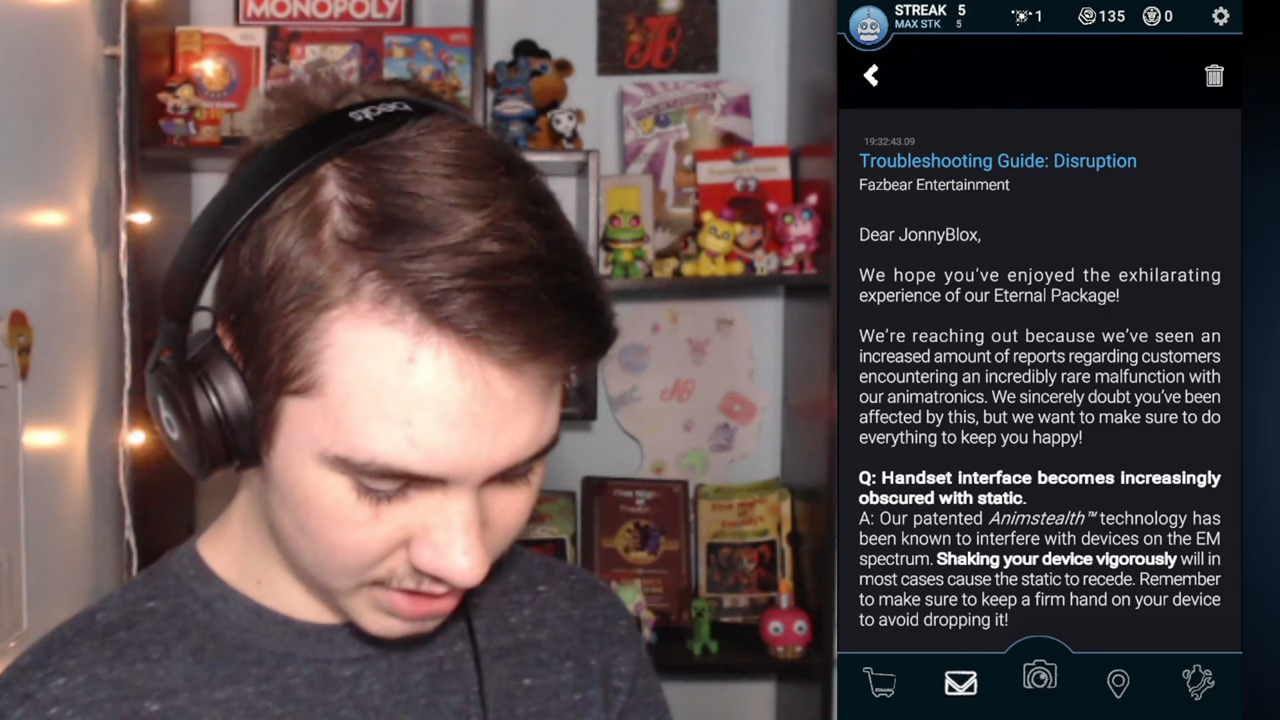 MONOPOLY
beats
JB
STREAK 5
MAX STK 5
1
135
0
19:32:43.09
Troubleshooting Guide: Disruption
Fazbear Entertainment
Dear JonnyBlox,
We hope you've enjoyed the exhilarating
experience of our Eternal Package!
We're reaching out because we've seen an
increased amount of reports regarding customers
encountering an incredibly rare malfunction with
our animatronics. We sincerely doubt you've been
affected by this, but we want to make sure to do
everything to keep you happy!
Q: Handset interface becomes increasingly
obscured with static.
A: Our patented Animstealth™ technology has
been known to interfere with devices on the EM
spectrum. Shaking your device vigorously will in
most cases cause the static to recede. Remember
to make sure to keep a firm hand on your device
to avoid dropping it!